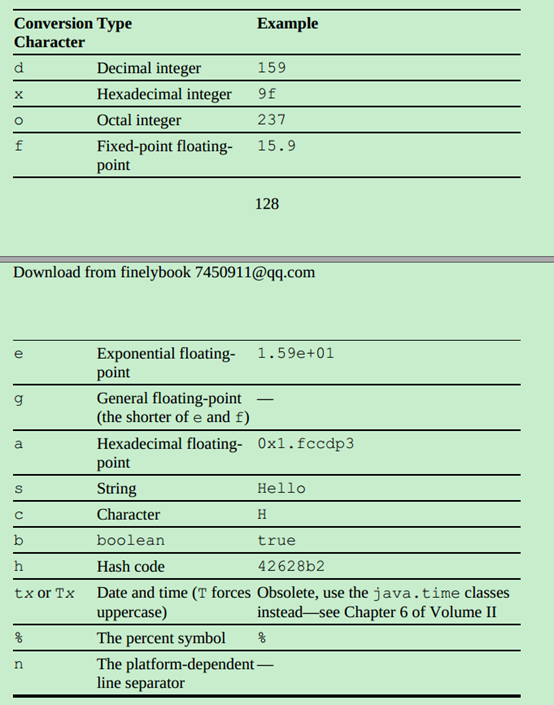 Conversion Type Example
Character
d Decimal integer 159
x Hexadecimal integer 9f
o Octal integer 237
f Fixed-point floating- 15.9
point
128
Download from finelybook 7450911@qq.com
e Exponential floating- 1.59e+01
point
g General floating-point —
(the shorter of e and f)
a Hexadecimal floating- 0x1.fccdp3
point
s String Hello
c Character H
b boolean true
h Hash code 42628b2
tx or Tx Date and time (T forces Obsolete, use the java.time classes
uppercase) instead—see Chapter 6 of Volume II
% The percent symbol %
n The platform-dependent —
line separator